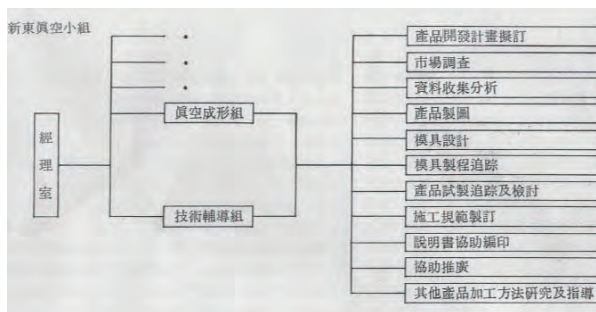 新東真空小組
經理室
•
•
•
真空成形組
技術輔導組
產品開發計畫擬訂
市場調查
資料收集分析
產品製圖
模具設計
模具製程追踪
產品試製追踪及檢討
施工規範製訂
説明書協助編印
協助推廣
其他產品加工方法研究及指導